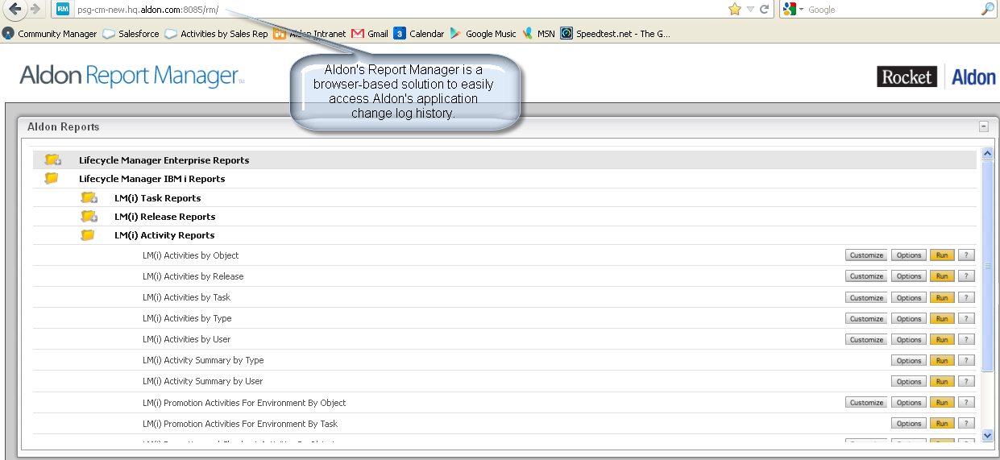 RM psg-cm-new.hq.aldon.com:8085/rm/ Google
Community Manager Salesforce Activities by Sales Rep Aldon Intranet Gmail 3 Calendar Google Music MSN Speedtest.net - The G...
Aldon's Report Manager is a
browser-based solution to easily
access Aldon's application
change log history.
Aldon Report Manager™ Rocket Aldon
Aldon Reports
Lifecycle Manager Enterprise Reports
Lifecycle Manager IBM i Reports
LM(i) Task Reports
LM(i) Release Reports
LM(i) Activity Reports
LM(i) Activities by Object Customize Options Run ?
LM(i) Activities by Release Customize Options Run ?
LM(i) Activities by Task Customize Options Run ?
LM(i) Activities by Type Customize Options Run ?
LM(i) Activities by User Customize Options Run ?
LM(i) Activity Summary by Type Options Run ?
LM(i) Activity Summary by User Options Run ?
LM(i) Promotion Activities For Environment By Object Customize Options Run ?
LM(i) Promotion Activities For Environment By Task Options Run ?